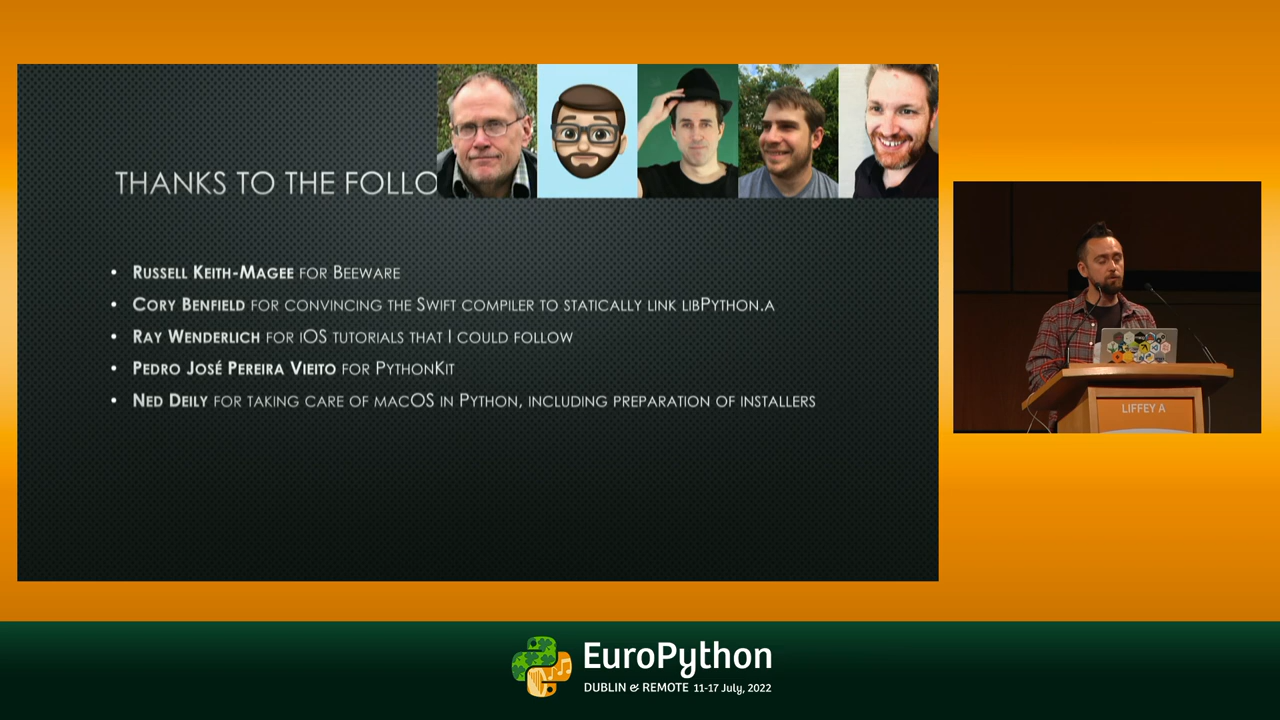 THANKS TO THE FOLLO
• RUSSELL KEITH-MAGEE FOR BEEWARE
• CORY BENFIELD FOR CONVINCING THE SWIFT COMPILER TO STATICALLY LINK LIBPYTHON.A
• RAY WENDERLICH FOR IOS TUTORIALS THAT I COULD FOLLOW
• PEDRO JOSÉ PEREIRA VIEITO FOR PYTHONKIT
• NED DEILY FOR TAKING CARE OF MACOS IN PYTHON, INCLUDING PREPARATION OF INSTALLERS
LIFFEY A
EuroPython
DUBLIN & REMOTE 11-17 July, 2022